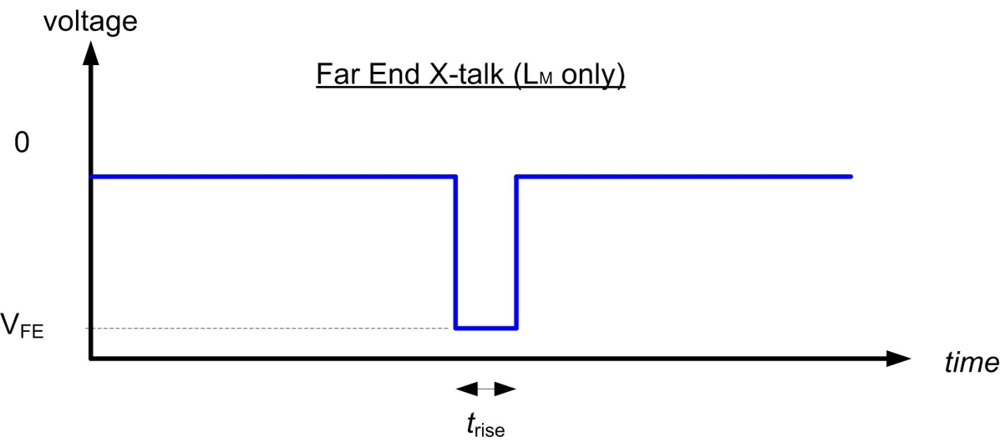 voltage
Far End X-talk (LM only)
0
VFE
time
trise